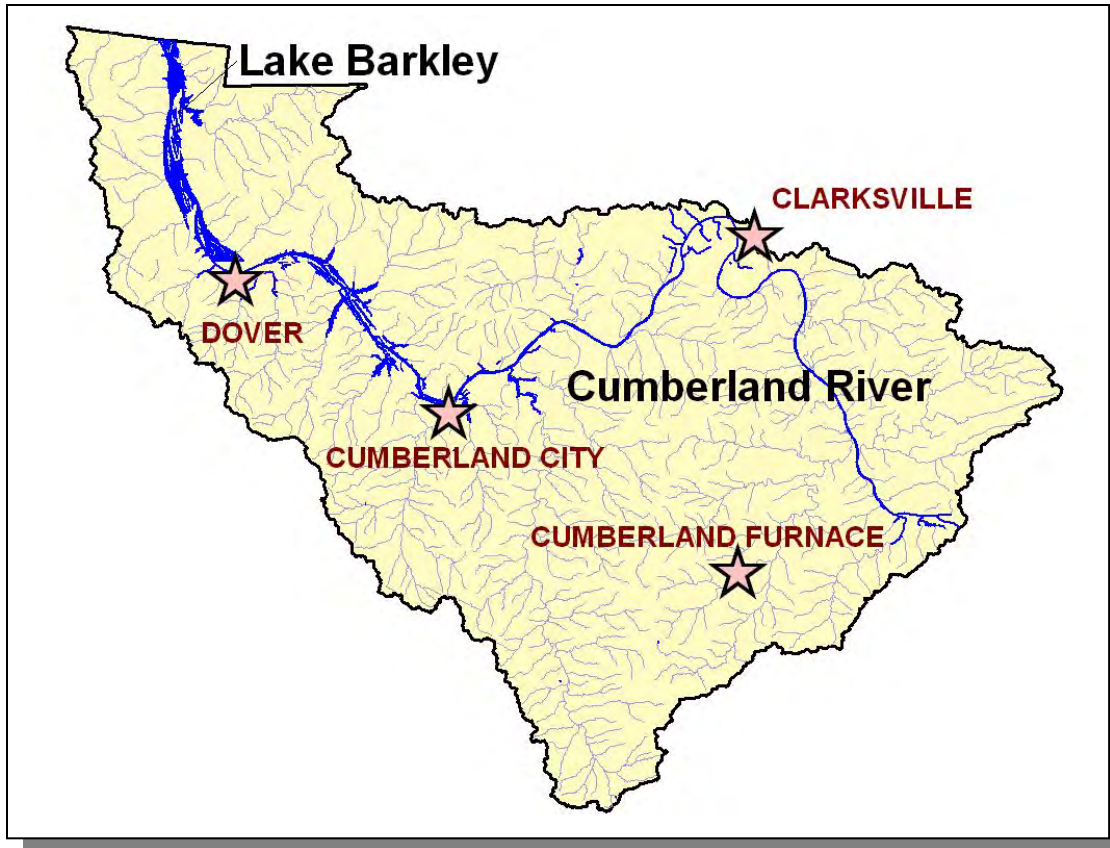 Lake Barkley
CLARKSVILLE
DOVER
Cumberland River
CUMBERLAND CITY
CUMBERLAND FURNACE